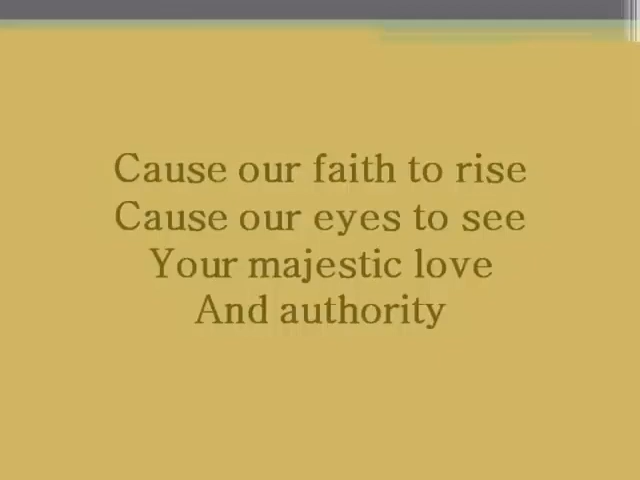 Cause our faith to rise
Cause our eyes to see
Your majestic love
And authority